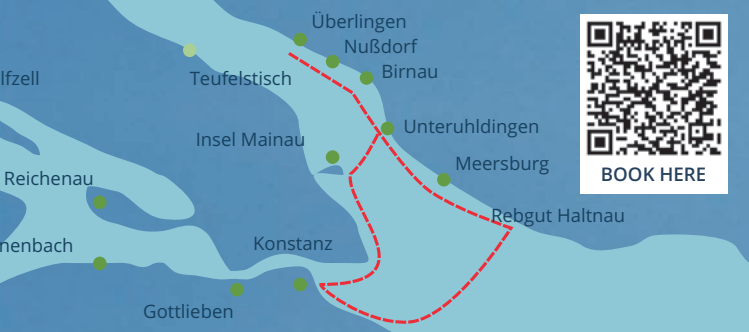 Überlingen
Nußdorf
Birnau
lfzell
Teufelstisch
Unteruhldingen
Insel Mainau
Meersburg
BOOK HERE
Reichenau
Rebgut Haltnau
nenbach
Konstanz
Gottlieben